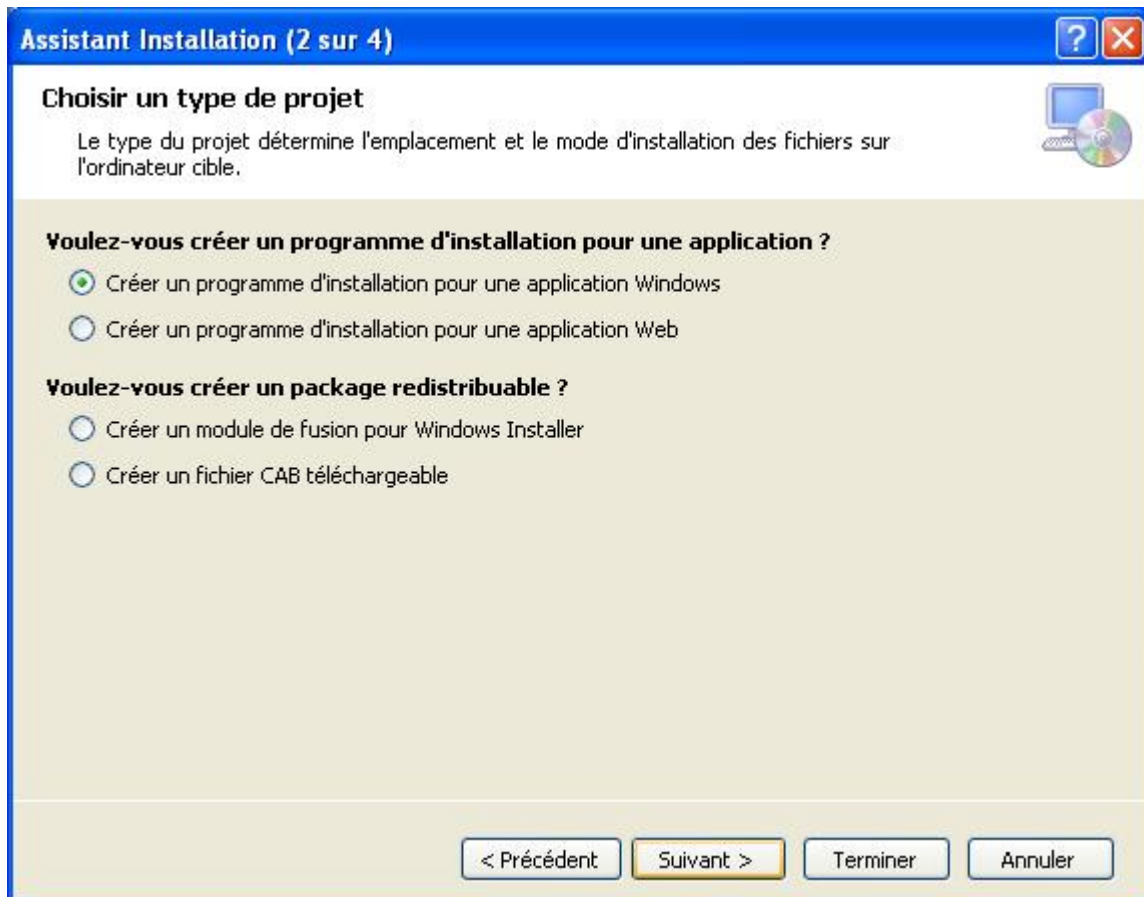 Assistant Installation (2 sur 4)
Choisir un type de projet
Le type du projet détermine l'emplacement et le mode d'installation des fichiers sur
l'ordinateur cible.
Voulez-vous créer un programme d'installation pour une application ?
Créer un programme d'installation pour une application Windows
Créer un programme d'installation pour une application Web
Voulez-vous créer un package redistribuable ?
Créer un module de fusion pour Windows Installer
Créer un fichier CAB téléchargeable
< Précédent Suivant > Terminer Annuler